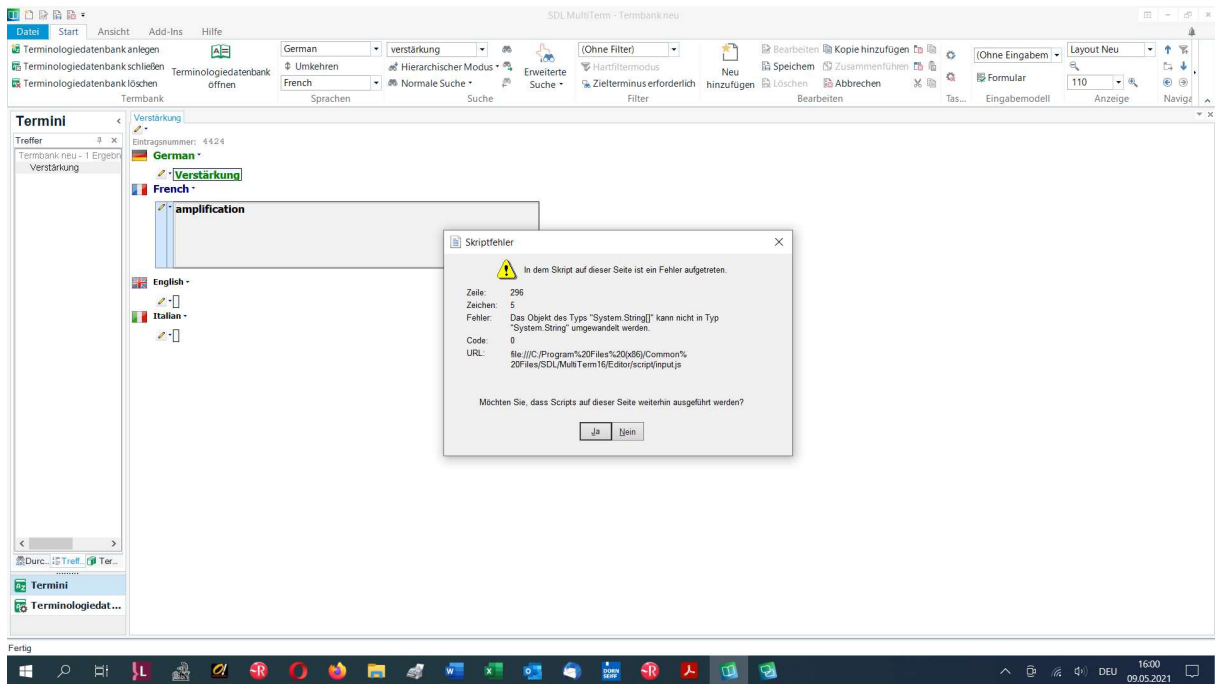 SDL MultiTerm - Termbank neu
Datei Start Ansicht Add-Ins Hilfe
Terminologiedatenbank anlegen
Terminologiedatenbank schließen
Terminologiedatenbank löschen
Terminologiedatenbank
öffnen
Termbank
German
Umkehren
French
Sprachen
verstärkung
Hierarchischer Modus
Normale Suche
Erweiterte
Suche
Suche
(Ohne Filter)
Hartfiltermodus
Zielterminus erforderlich
Filter
Neu
hinzufügen
Bearbeiten Kopie hinzufügen
Speichern Zusammenführen
Löschen Abbrechen
Bearbeiten
Tas...
(Ohne Eingabem
Formular
Eingabemodell
Layout Neu
110
Anzeige
Naviga
Termini
Treffer
Termbank neu - 1 Ergebn
Verstärkung
Verstärkung
Eintragsnummer: 4424
German
Verstärkung
French
amplification
English
Italian
Skriptfehler
In dem Skript auf dieser Seite ist ein Fehler aufgetreten.
Zeile: 296
Zeichen: 5
Fehler: Das Objekt des Typs "System.String[]" kann nicht in Typ
"System.String" umgewandelt werden.
Code: 0
URL: file:///C:/Program%20Files%20(x86)/Common%
20Files/SDL/MultiTerm16/Editor/script/input.js
Möchten Sie, dass Scripts auf dieser Seite weiterhin ausgeführt werden?
Ja Nein
Durc... Treff... Ter...
Termini
Terminologiedat...
Fertig
DORN
SEIFF
DEU
16:00
09.05.2021